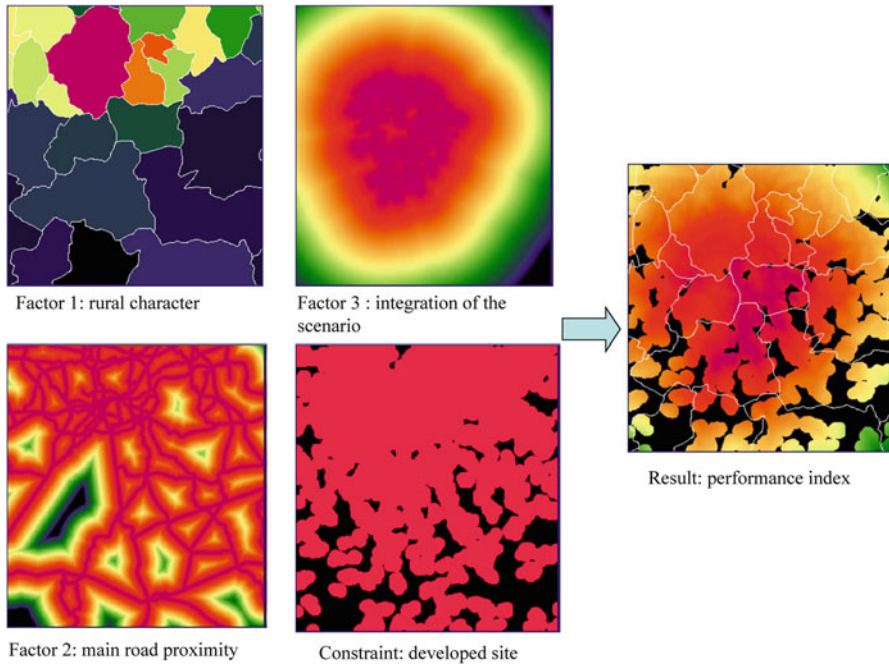 Factor 1: rural character
Factor 3 : integration of the
scenario
Result: performance index
Factor 2: main road proximity
Constraint: developed site